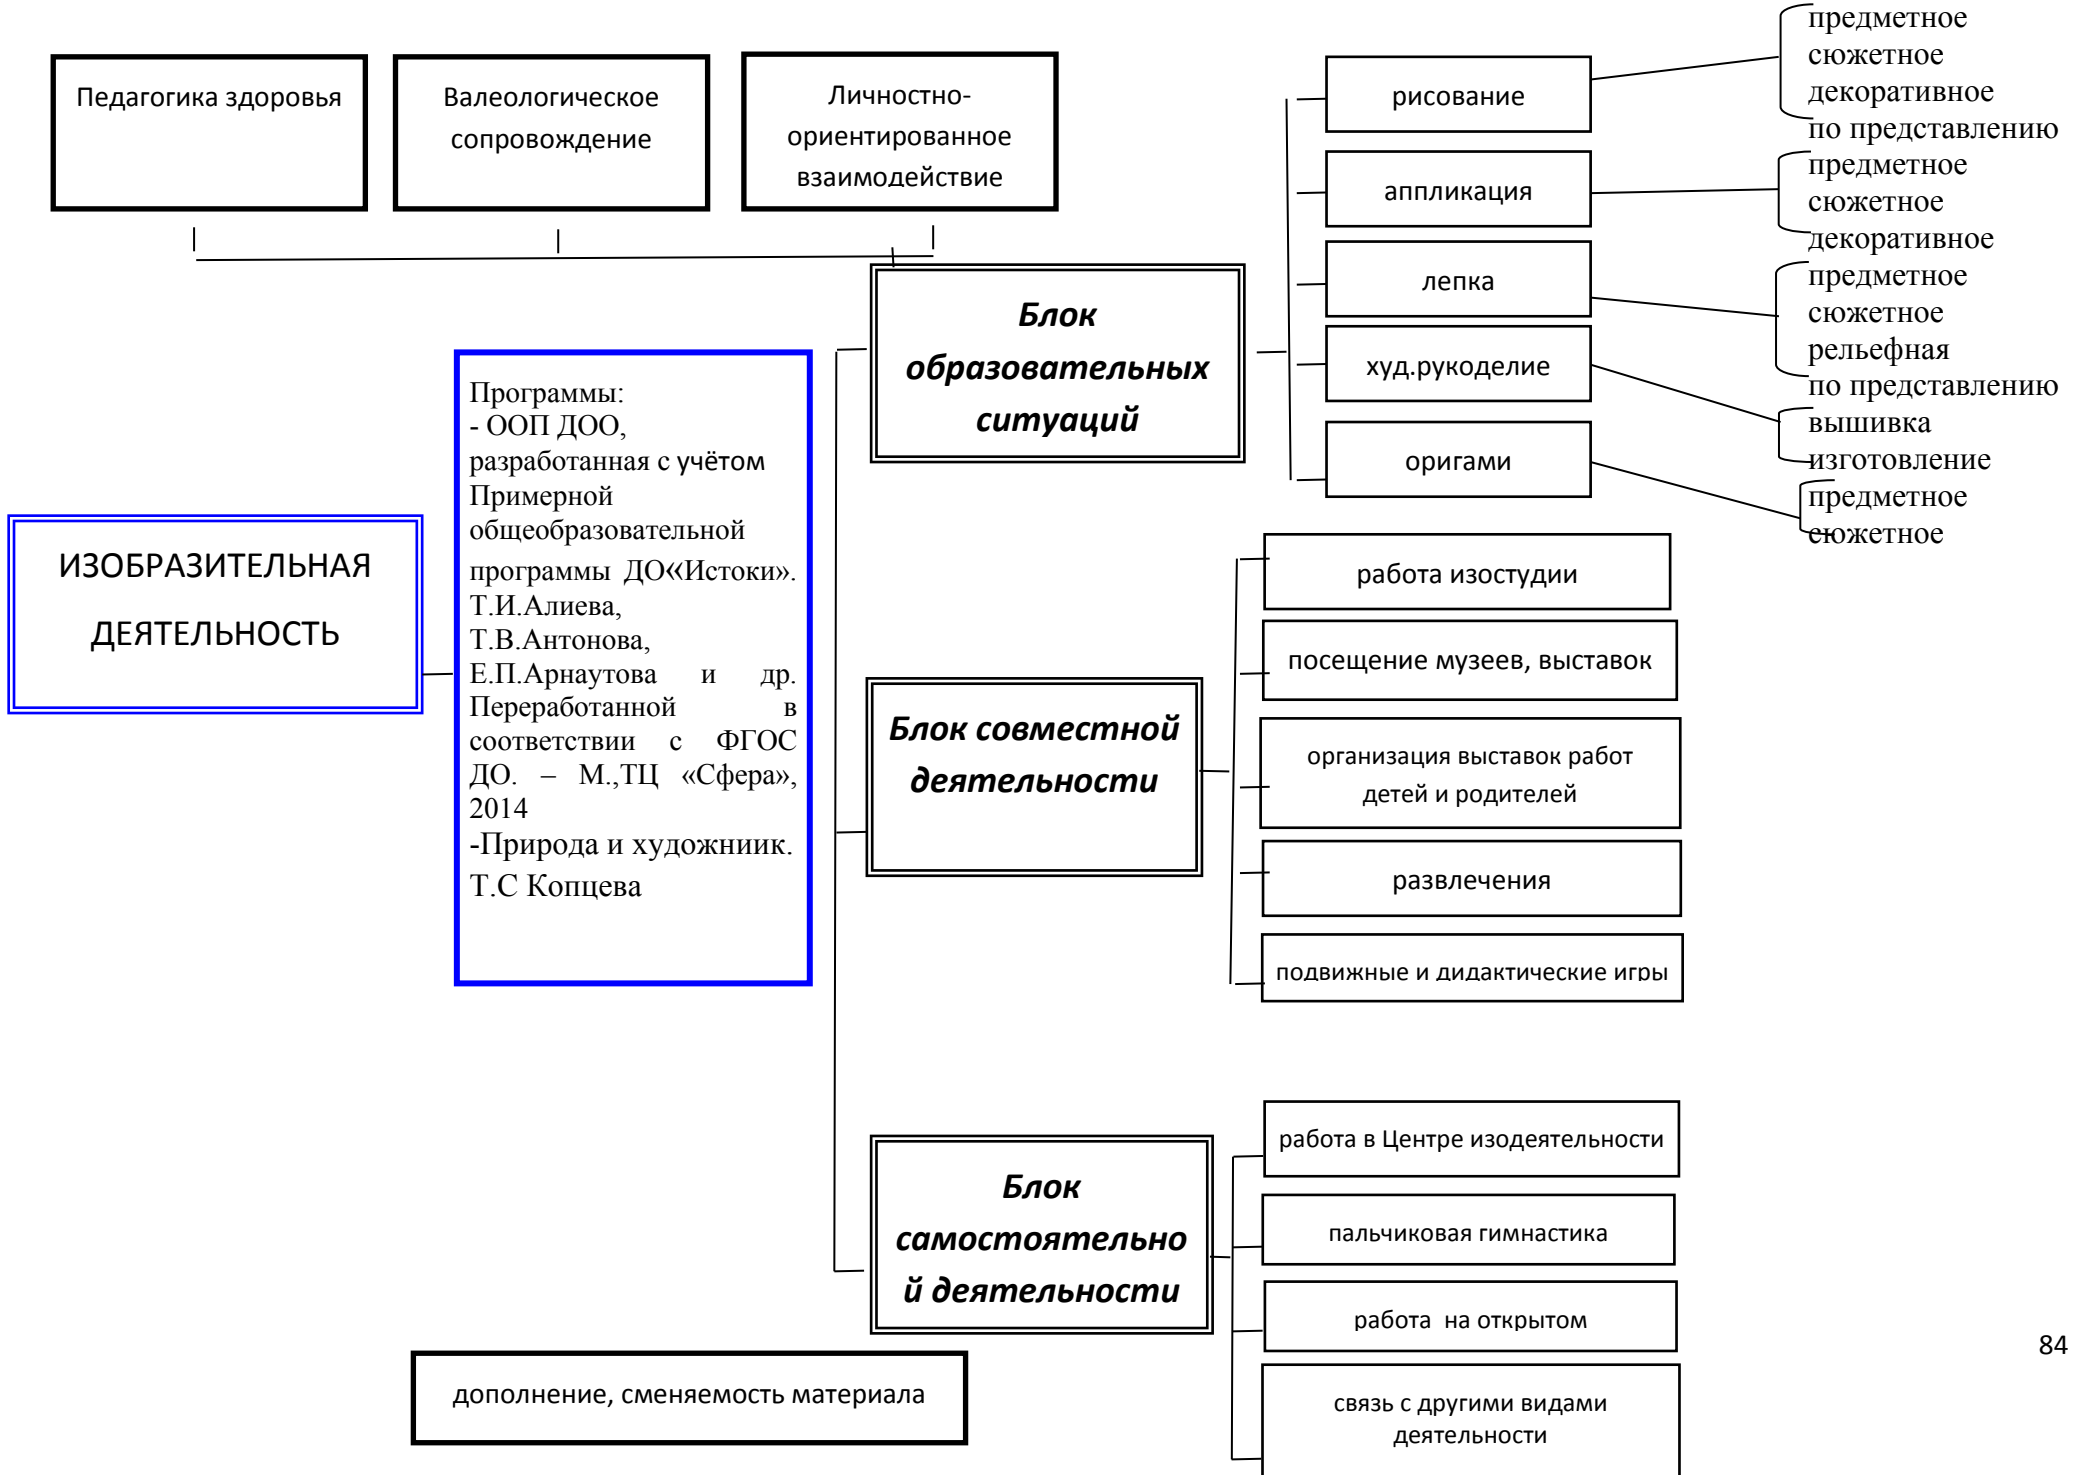 Педагогика здоровья
Валеологическое
сопровождение
Личностно-
ориентированное
взаимодействие
ИЗОБРАЗИТЕЛЬНАЯ
ДЕЯТЕЛЬНОСТЬ
Программы:
- ООП ДОО,
разработанная с учётом
Примерной
общеобразовательной
программы ДО«Истоки».
Т.И.Алиева,
Т.В.Антонова,
Е.П.Арнаутова и др.
Переработанной в
соответствии с ФГОС
ДО. – М.,ТЦ «Сфера»,
2014
-Природа и художниик.
Т.С Копцева
Блок
образовательных
ситуаций
рисование
предметное
сюжетное
декоративное
по представлению
аппликация
предметное
сюжетное
декоративное
лепка
предметное
сюжетное
рельефная
по представлению
худ.рукоделие
вышивка
изготовление
оригами
предметное
сюжетное
Блок совместной
деятельности
работа изостудии
посещение музеев, выставок
организация выставок работ
детей и родителей
развлечения
подвижные и дидактические игры
Блок
самостоятельно
й деятельности
работа в Центре изодеятельности
пальчиковая гимнастика
работа  на открытом
связь с другими видами
деятельности
дополнение, сменяемость материала
84